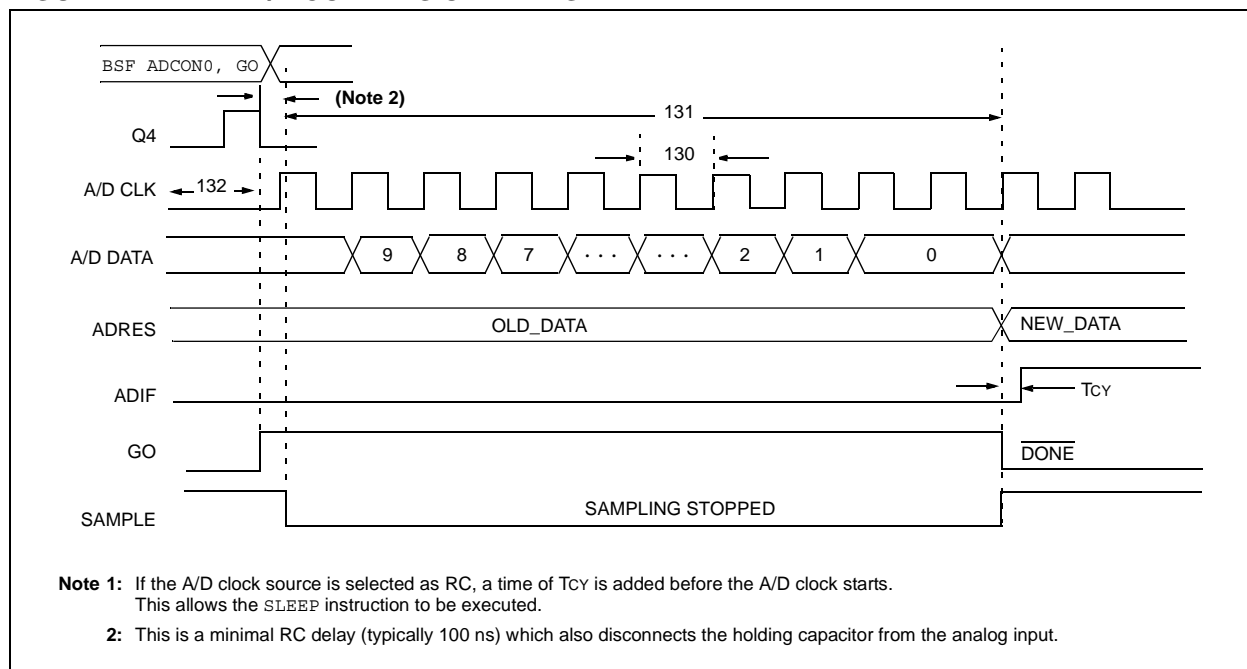 BSF ADCON0, GO
(Note 2)
131
Q4
130
A/D CLK
132
A/D DATA
9 8 7 · · · · · · 2 1 0
ADRES
OLD_DATA
NEW_DATA
ADIF
TCY
GO
DONE
SAMPLE
SAMPLING STOPPED
Note 1: If the A/D clock source is selected as RC, a time of TCY is added before the A/D clock starts.
This allows the SLEEP instruction to be executed.
2: This is a minimal RC delay (typically 100 ns) which also disconnects the holding capacitor from the analog input.